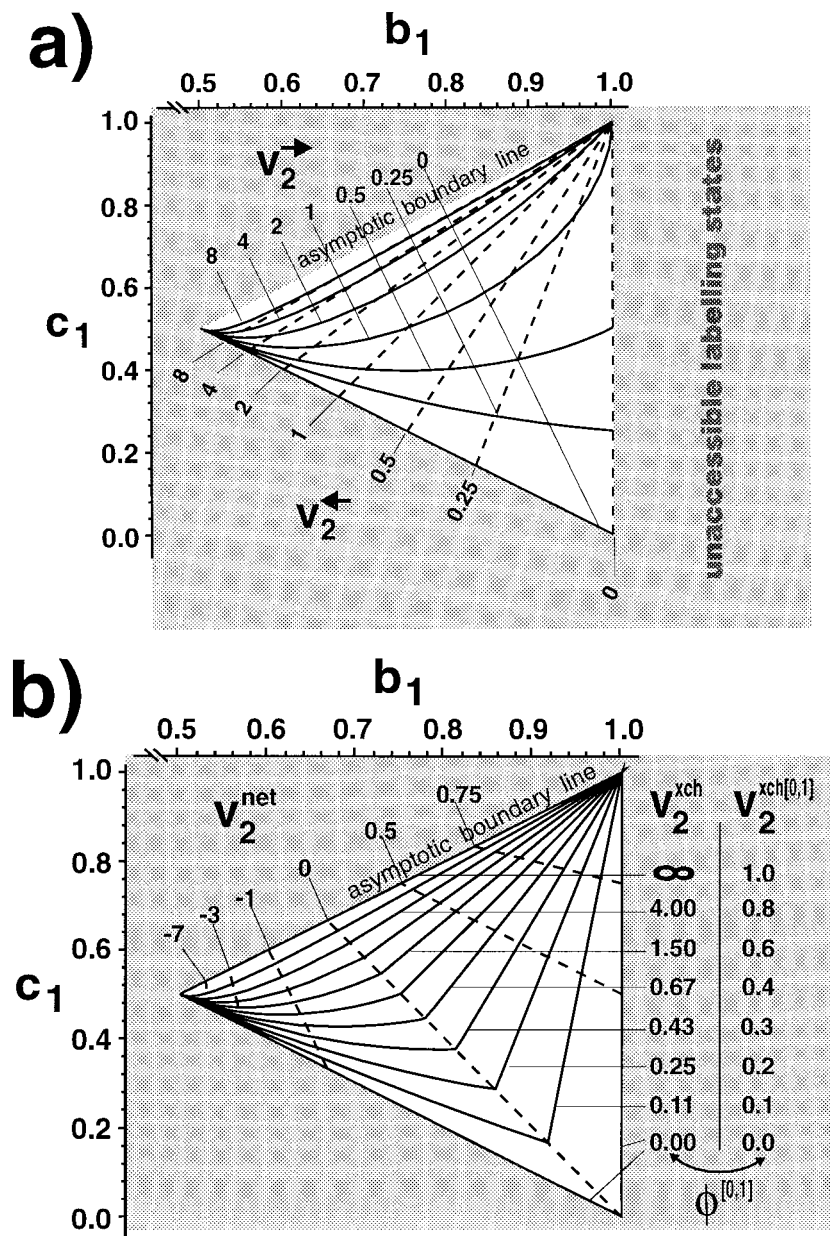 a)
b1
0.5 0.6 0.7 0.8 0.9 1.0
1.0
0.8
0.6
c1
0.4
0.2
0.0
v2→
8 4 2 1 0.5 0.25 0
asymptotic boundary line
8 4 2 1 0.5 0.25 0
v2←
unaccessible labelling states
b)
b1
0.5 0.6 0.7 0.8 0.9 1.0
1.0
0.8
0.6
c1
0.4
0.2
0.0
v2net
-7 -3 -1 0 0.5 0.75
asymptotic boundary line
v2xch v2xch[0,1]
∞ 1.0
4.00 0.8
1.50 0.6
0.67 0.4
0.43 0.3
0.25 0.2
0.11 0.1
0.00 0.0
ϕ[0,1]